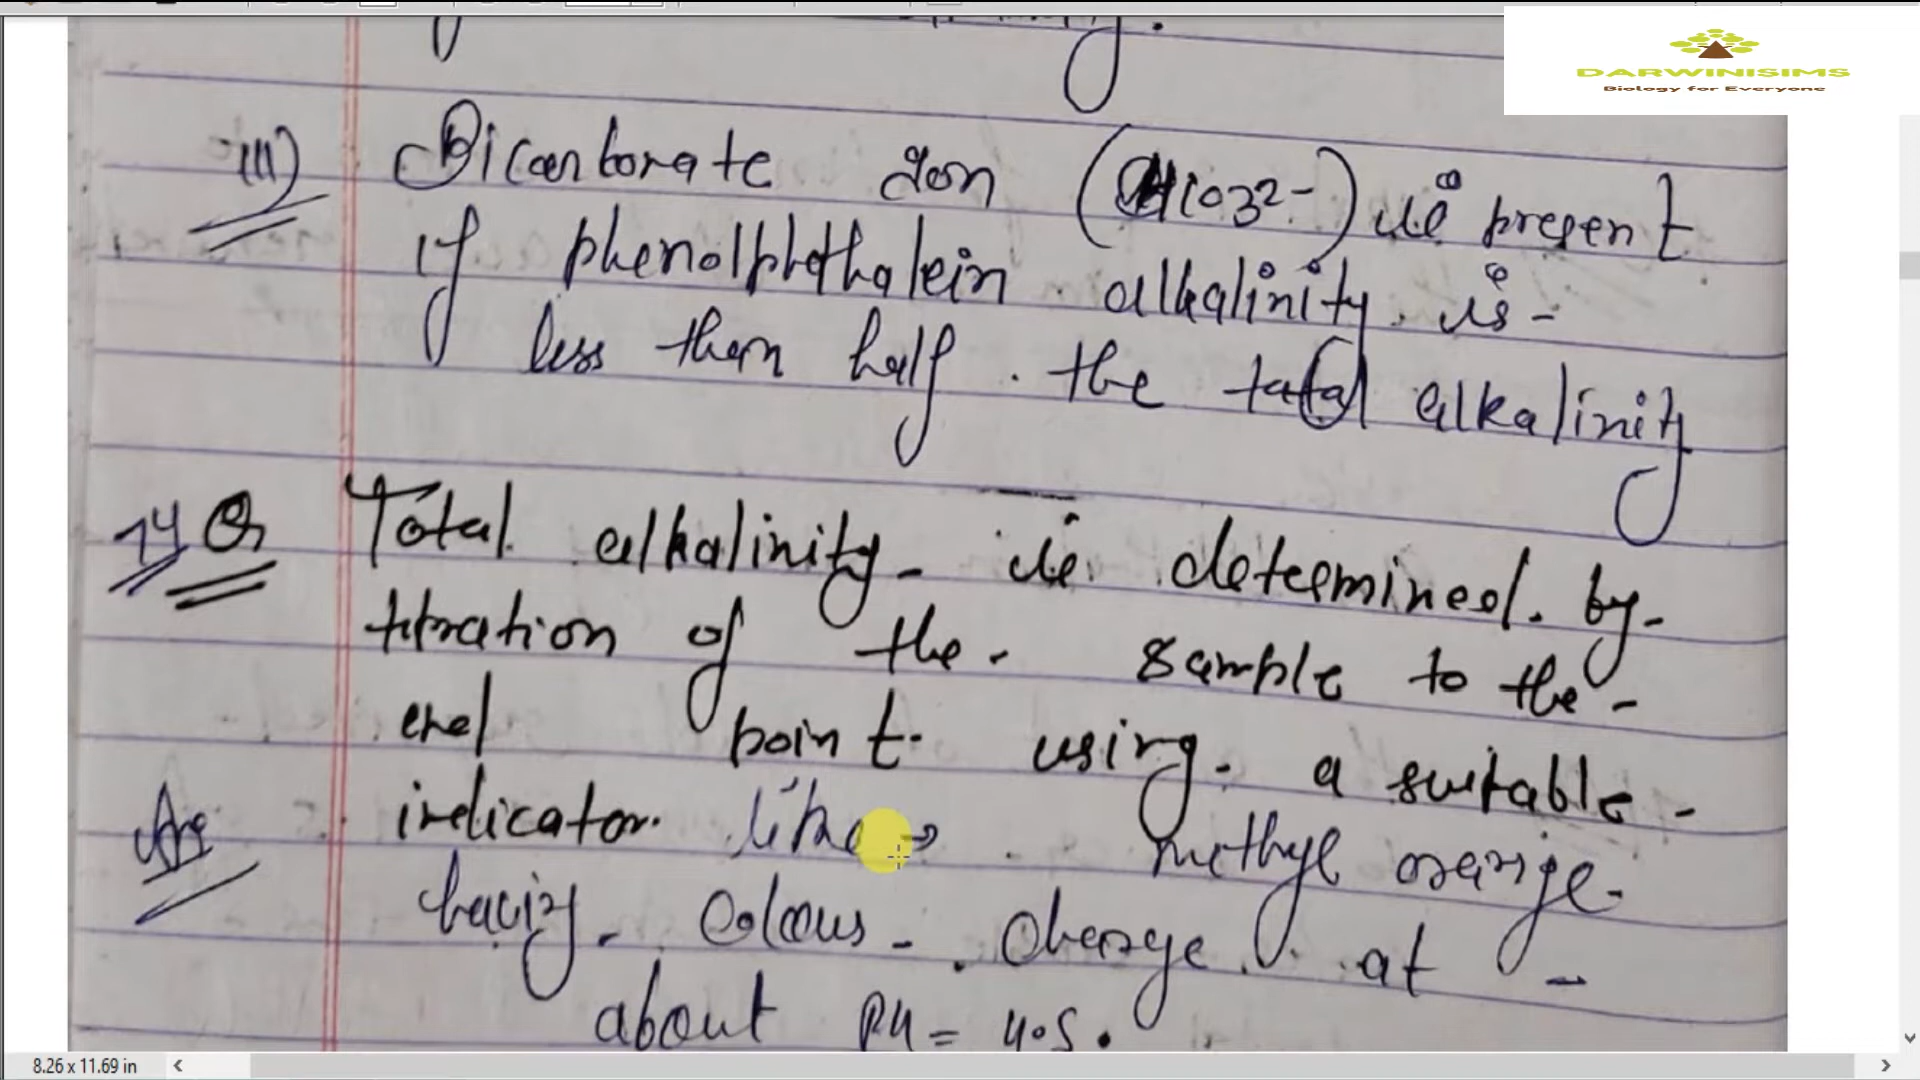 DARWINISIMS
Biology for Everyone
(III) Bicarborate Ion (HCO32-) is present
if phenolphthalein alkalinity is -
less than half . the total alkalinity
14 Q Total alkalinity - is determined. by -
titration of the - sample to the -
end point. using. a suitable -
Ans indicator. like → methyl orange -
having - Colour - change . at -
about PH = 4.5.
8.26 x 11.69 in